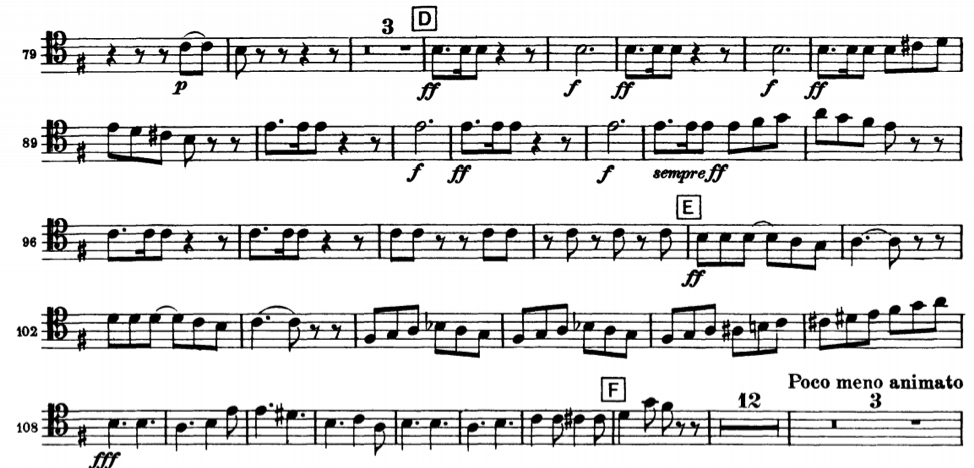 3 D
79 p ff f ff f ff
89 f ff f sempre ff
E
96 ff
102
Poco meno animato
F 12 3
108 fff